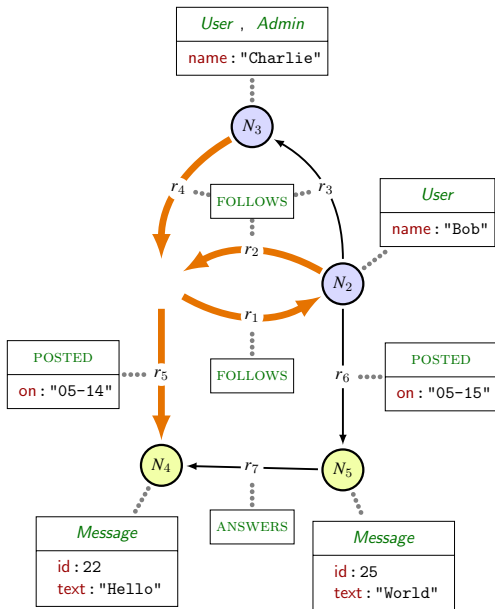 User , Admin
name : "Charlie"
N3
r4
FOLLOWS
r3
User
name : "Bob"
r2
N2
r1
POSTED
on : "05-14"
r5
FOLLOWS
r6
POSTED
on : "05-15"
N4
r7
N5
Message
id : 22
text : "Hello"
ANSWERS
Message
id : 25
text : "World"